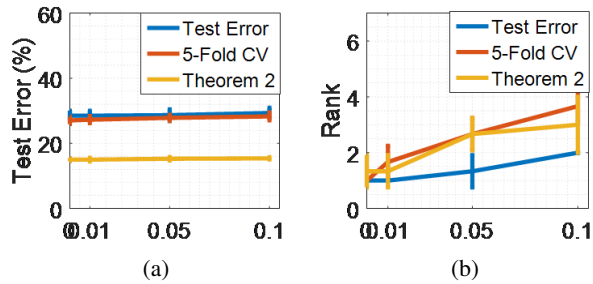 60
40
20
0
Test Error (%)
Test Error
5-Fold CV
Theorem 2
0
0.01
0.05
0.1
(a)
6
4
2
0
Rank
Test Error
5-Fold CV
Theorem 2
0
0.01
0.05
0.1
(b)